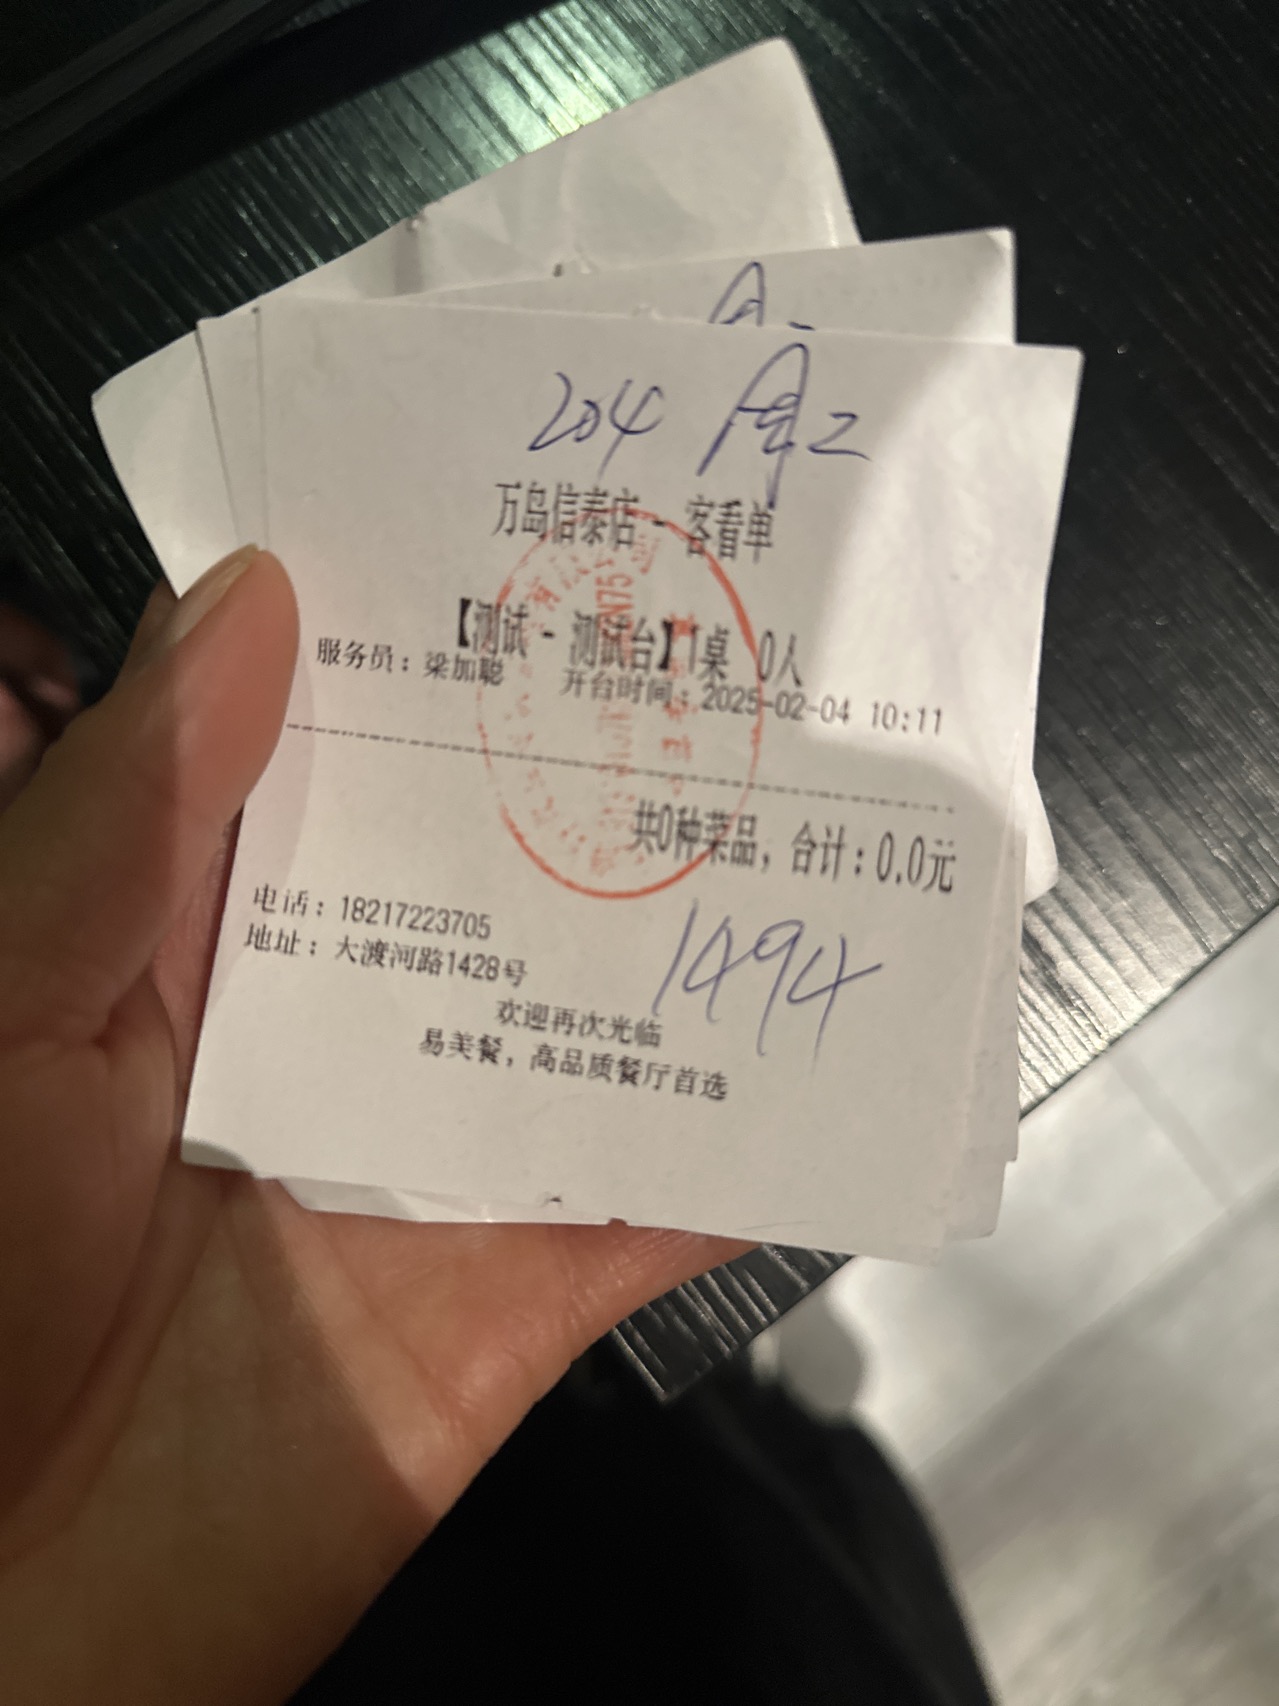 204 周二
万岛信泰店 - 客看单
【测试 - 测试台】1桌 0人
服务员：梁加聪 开台时间：2025-02-04 10:11
共0种菜品，合计：0.0元
电话：18217223705
地址：大渡河路1428号
1494
欢迎再次光临
易美餐，高品质餐厅首选